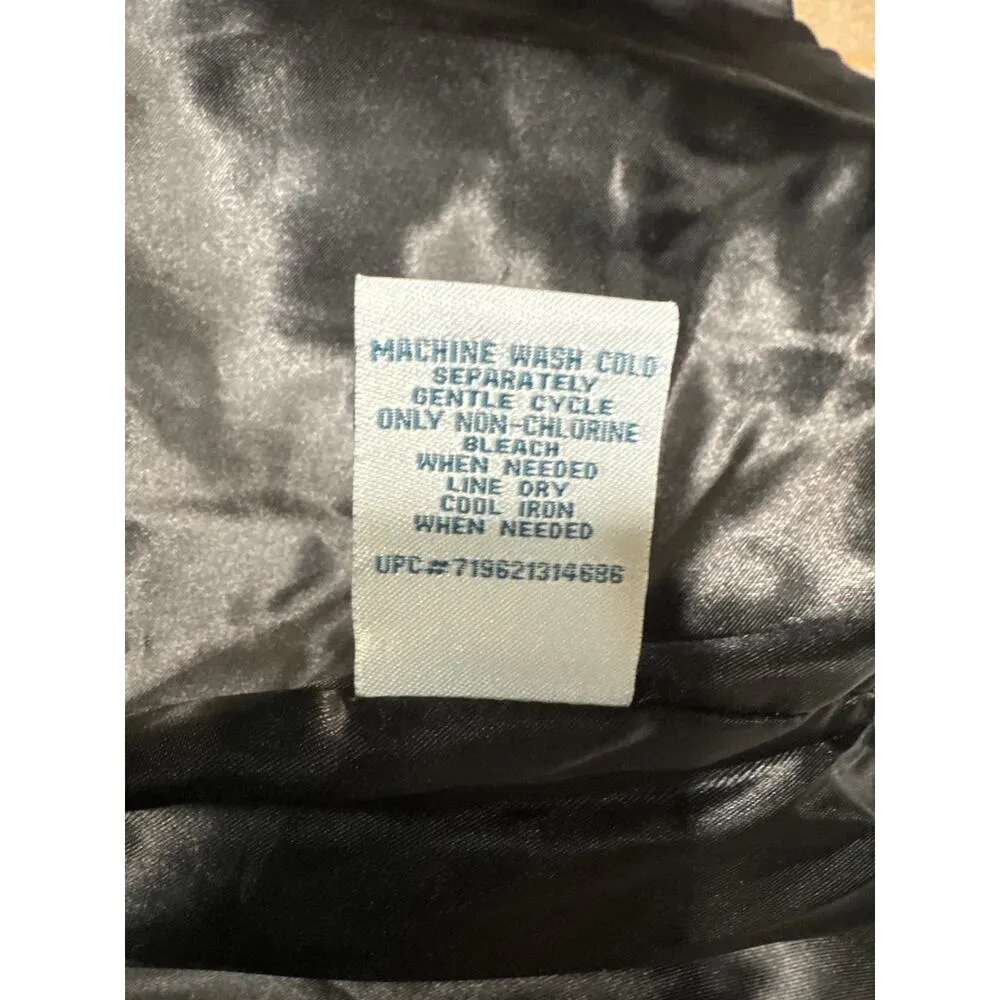 MACHINE WASH COLD
SEPARATELY
GENTLE CYCLE
ONLY NON-CHLORINE
BLEACH
WHEN NEEDED
LINE DRY
COOL IRON
WHEN NEEDED
UPC#719621314686